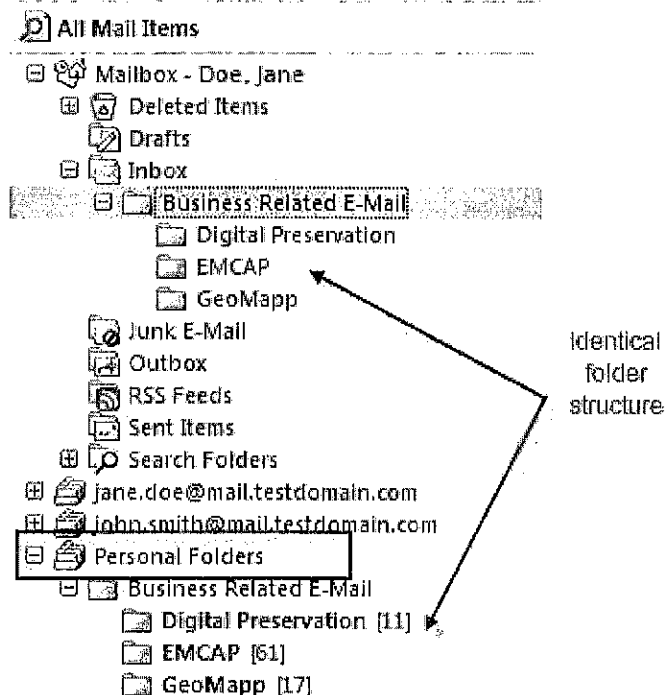 All Mail Items
Mailbox - Doe, Jane
Deleted Items
Drafts
Inbox
Business Related E-Mail
Digital Preservation
EMCAP
GeoMapp
Junk E-Mail
Outbox
RSS Feeds
Sent Items
Search Folders
jane.doe@mail.testdomain.com
john.smith@mail.testdomain.com
Personal Folders
Business Related E-Mail
Digital Preservation [11]
EMCAP [61]
GeoMapp [17]
Identical
folder
structure